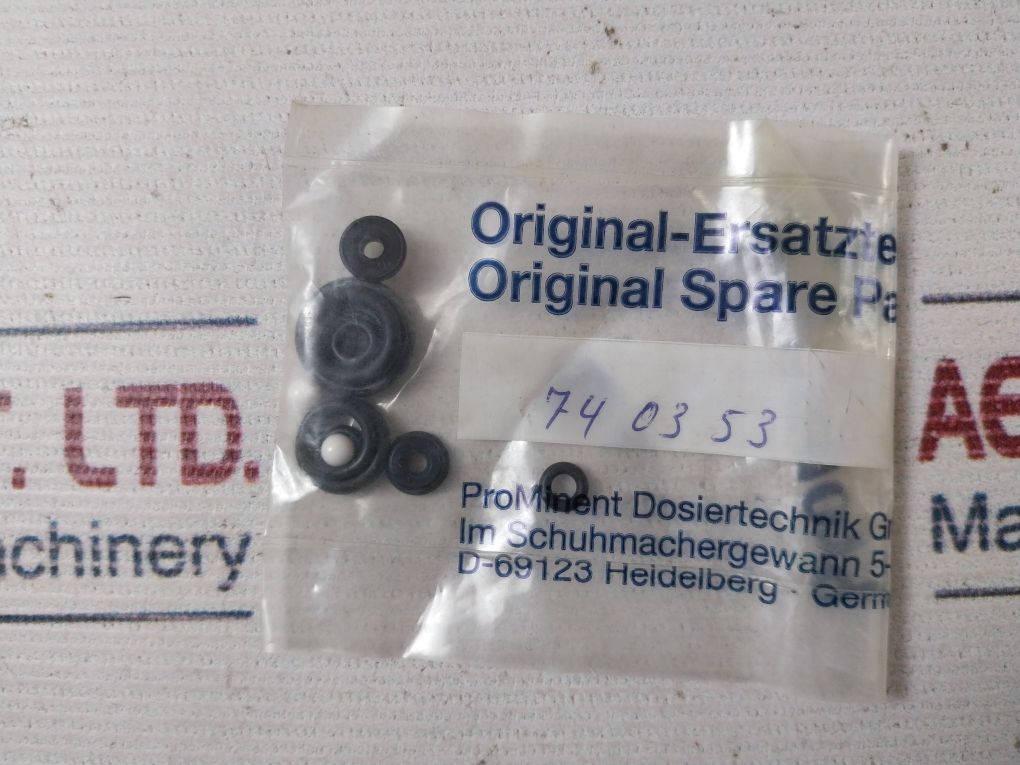 Original-Ersatzte
Original Spare Pa
74 03 53
ProMinent Dosiertechnik G
Im Schuhmachergewann 5-
D-69123 Heidelberg - Germ
. LTD.
achinery
AE
Ma